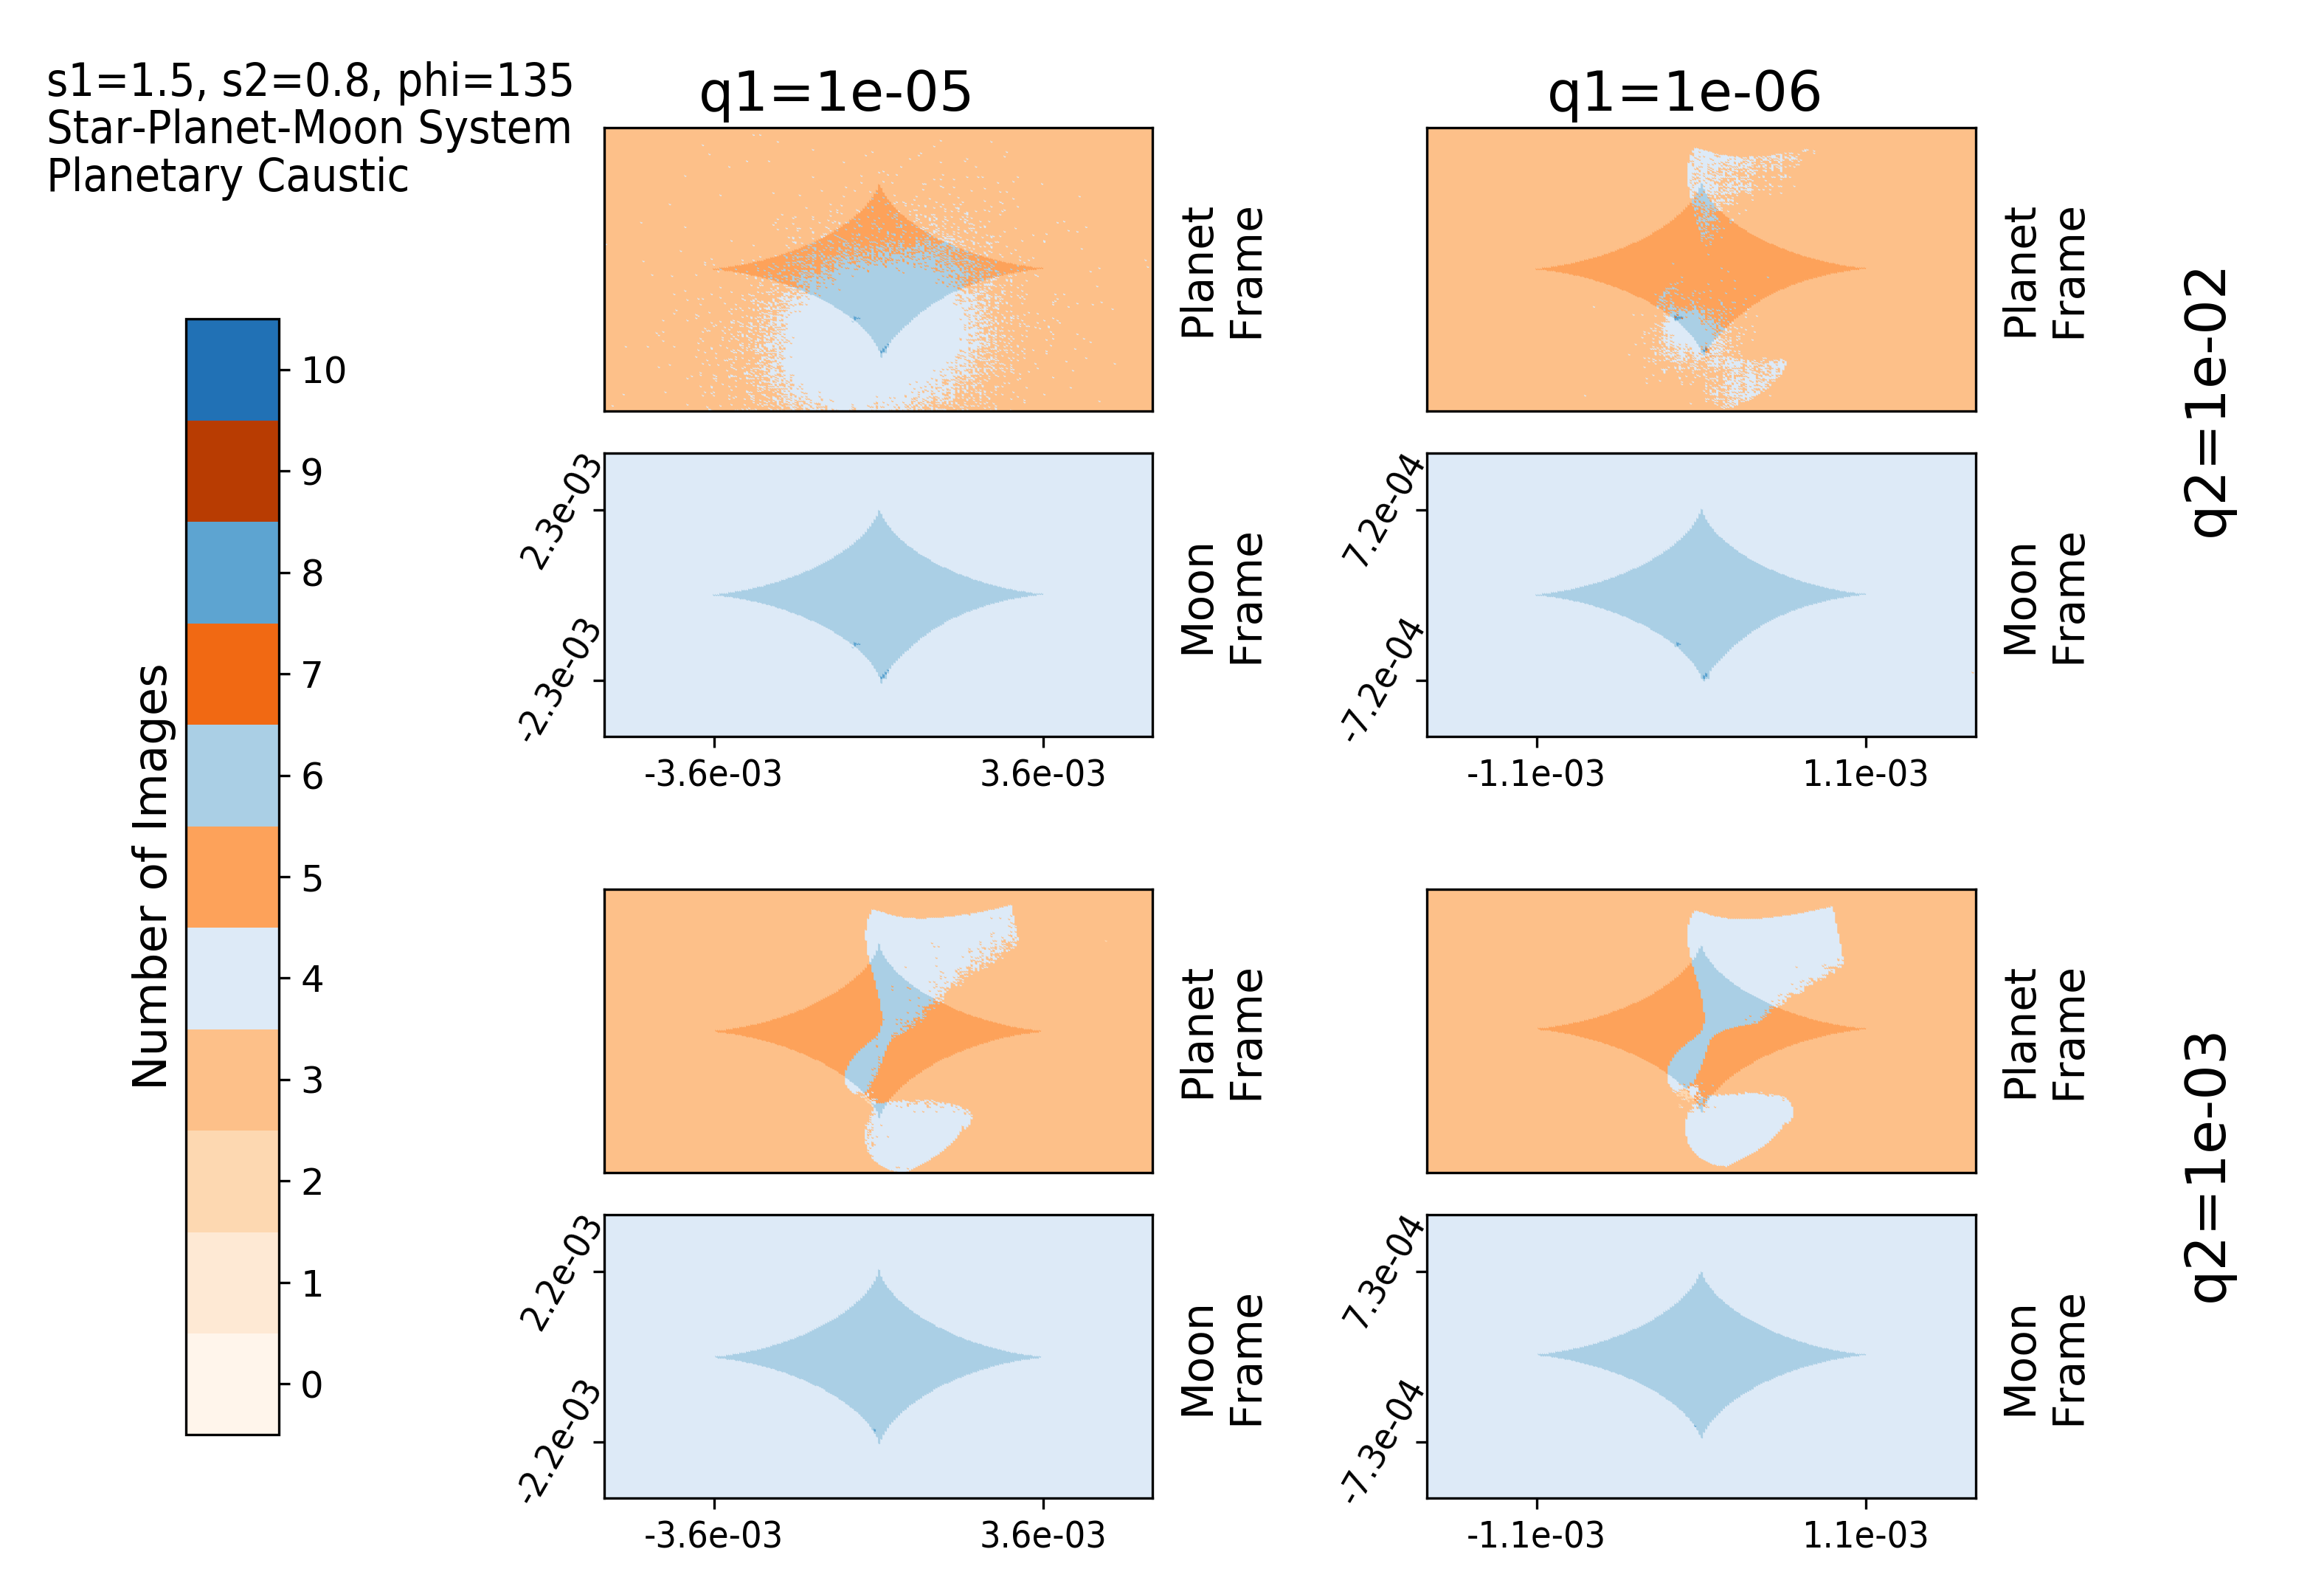 s1=1.5, s2=0.8, phi=135
Star-Planet-Moon System
Planetary Caustic
q1=1e-05
q1=1e-06
Number of Images
10
9
8
7
6
5
4
3
2
1
0
Planet
Frame
Planet
Frame
q2=1e-02
2.3e-03
-2.3e-03
Moon
Frame
7.2e-04
-7.2e-04
Moon
Frame
-3.6e-03
3.6e-03
-1.1e-03
1.1e-03
Planet
Frame
Planet
Frame
q2=1e-03
2.2e-03
-2.2e-03
Moon
Frame
7.3e-04
-7.3e-04
Moon
Frame
-3.6e-03
3.6e-03
-1.1e-03
1.1e-03